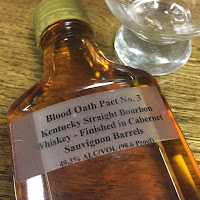 Blood Oath Pact No. 3
Kentucky Straight Bourbon
Whiskey - Finished in Cabernet
Sauvignon Barrels
49.3% ALC/VOL (98.6 Proof)